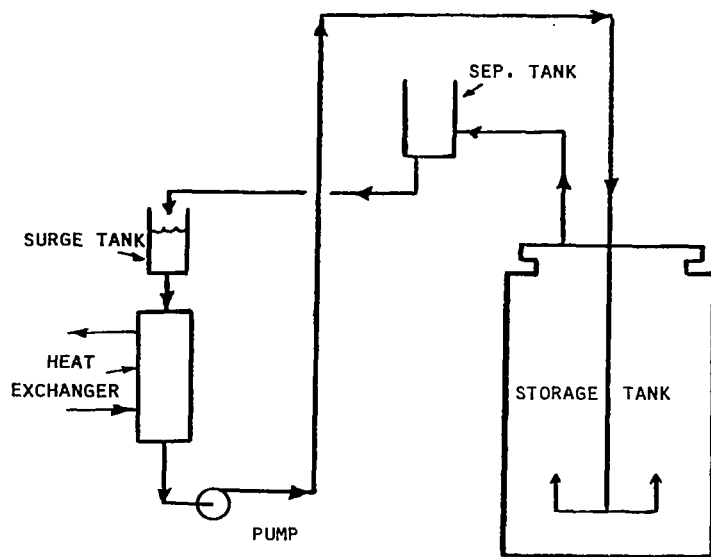 SEP. TANK
SURGE TANK
HEAT
EXCHANGER
STORAGE TANK
PUMP